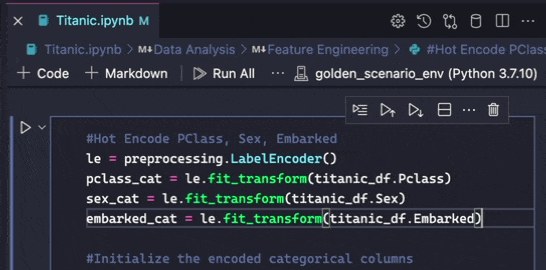 Titanic.ipynb M
Titanic.ipynb > M↓Data Analysis > M↓Feature Engineering > #Hot Encode PClass
+ Code + Markdown Run All ... golden_scenario_env (Python 3.7.10)
#Hot Encode PClass, Sex, Embarked
le = preprocessing.LabelEncoder()
pclass_cat = le.fit_transform(titanic_df.Pclass)
sex_cat = le.fit_transform(titanic_df.Sex)
embarked_cat = le.fit_transform(titanic_df.Embarked)
#Initialize the encoded categorical columns